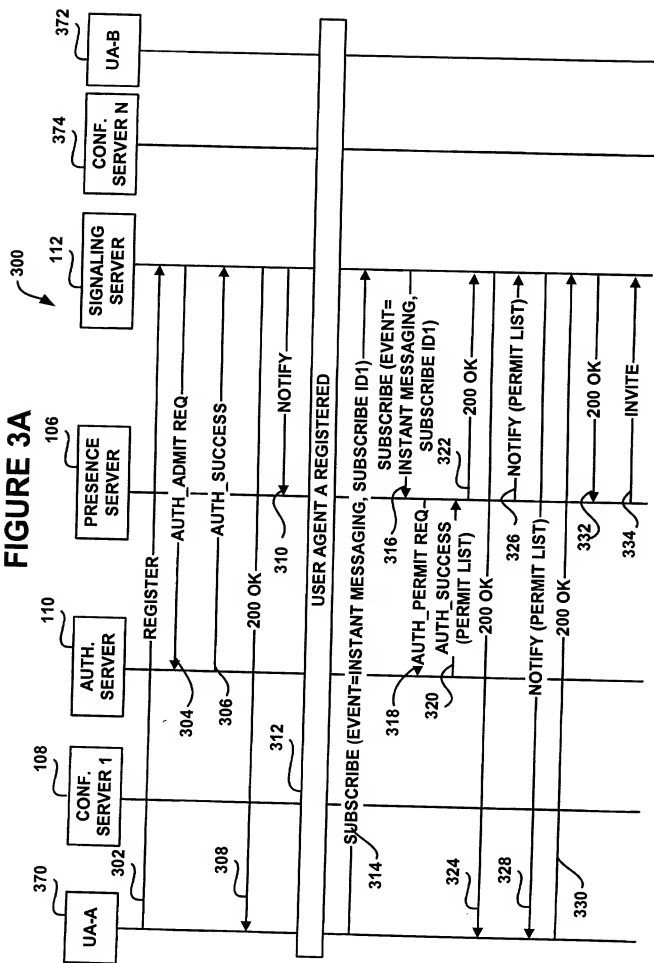 FIGURE 3A
300
370
UA-A
108
CONF.
SERVER 1
110
AUTH.
SERVER
106
PRESENCE
SERVER
112
SIGNALING
SERVER
374
CONF.
SERVER N
372
UA-B
302
REGISTER
304
AUTH_ADMIT REQ
306
AUTH_SUCCESS
308
200 OK
310
NOTIFY
312
USER AGENT A REGISTERED
314
SUBSCRIBE (EVENT=INSTANT MESSAGING, SUBSCRIBE ID1)
316
SUBSCRIBE (EVENT=
INSTANT MESSAGING,
SUBSCRIBE ID1)
318
AUTH_PERMIT REQ
320
AUTH_SUCCESS
(PERMIT LIST)
322
200 OK
324
200 OK
326
NOTIFY (PERMIT LIST)
328
NOTIFY (PERMIT LIST)
330
200 OK
332
200 OK
334
INVITE